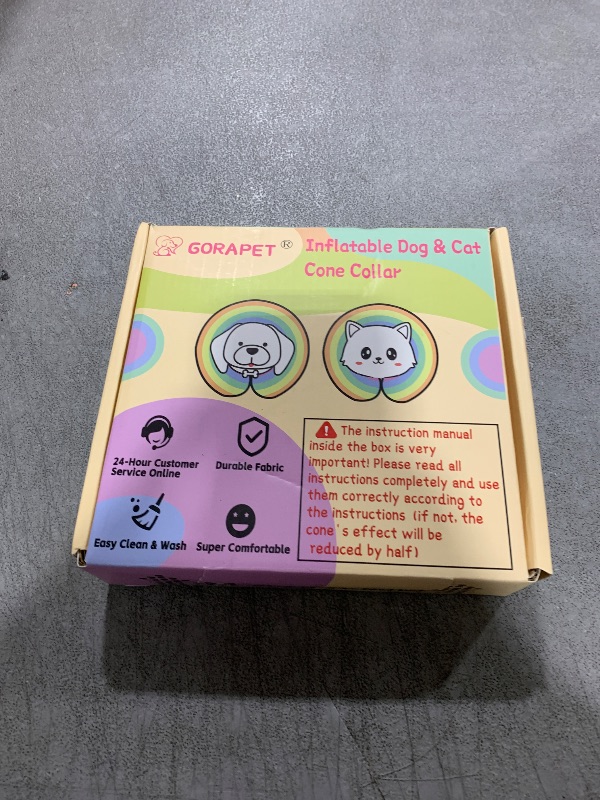 GORAPET ®
Inflatable Dog & Cat
Cone Collar
24-Hour Customer
Service Online
Durable Fabric
Easy Clean & Wash
Super Comfortable
The instruction manual
inside the box is very
important! Please read all
instructions completely and use
them correctly according to
the instructions (if not, the
cone's effect will be
reduced by half)